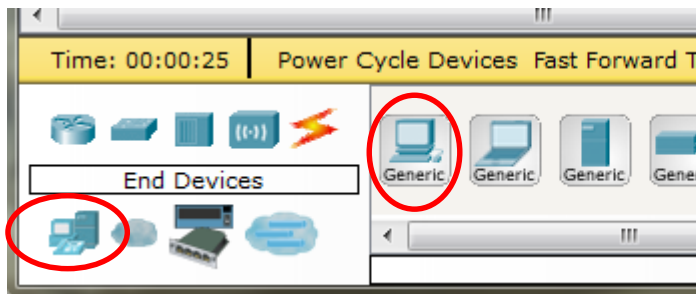 Time: 00:00:25 Power Cycle Devices Fast Forward T
End Devices
Generic Generic Generic Gene